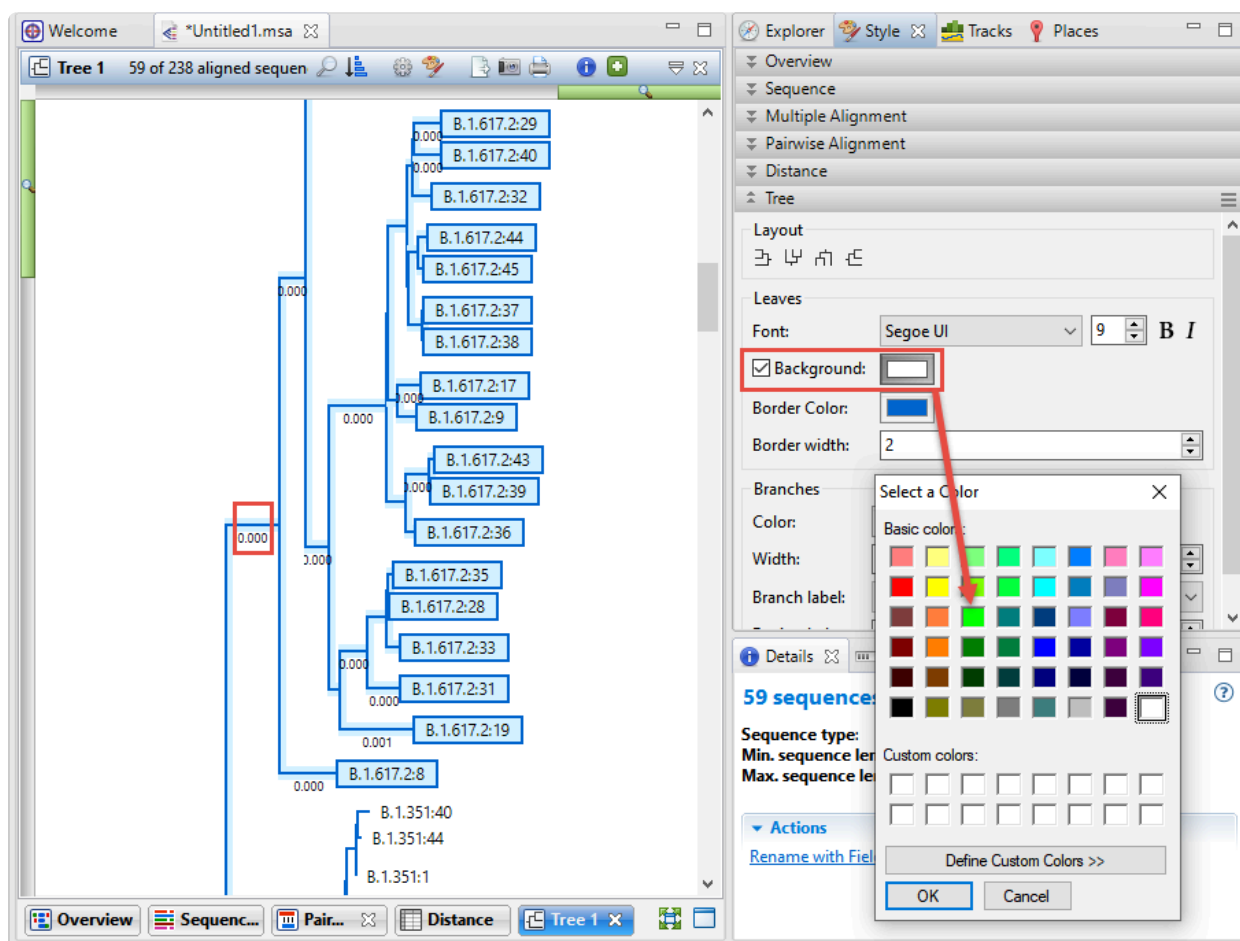 Welcome
*Untitled1.msa
Tree 1 59 of 238 aligned sequen
B.1.617.2:29
0.000
B.1.617.2:40
0.000
B.1.617.2:32
B.1.617.2:44
B.1.617.2:45
0.000
B.1.617.2:37
B.1.617.2:38
B.1.617.2:17
0.000
0.000
B.1.617.2:9
B.1.617.2:43
0.000
B.1.617.2:39
B.1.617.2:36
0.000
0.000
B.1.617.2:35
B.1.617.2:28
B.1.617.2:33
0.000
B.1.617.2:31
0.000
B.1.617.2:19
0.001
B.1.617.2:8
0.000
B.1.351:40
B.1.351:44
B.1.351:1
Overview
Sequenc...
Pair...
Distance
Tree 1
Explorer
Style
Tracks
Places
Overview
Sequence
Multiple Alignment
Pairwise Alignment
Distance
Tree
Layout
Leaves
Font: Segoe UI 9 B I
Background:
Border Color:
Border width: 2
Branches
Color:
Width:
Branch label:
Details
59 sequences
Sequence type:
Min. sequence len
Max. sequence le
Actions
Rename with Fiel
Select a Color
Basic colors:
Custom colors:
Define Custom Colors >>
OK
Cancel